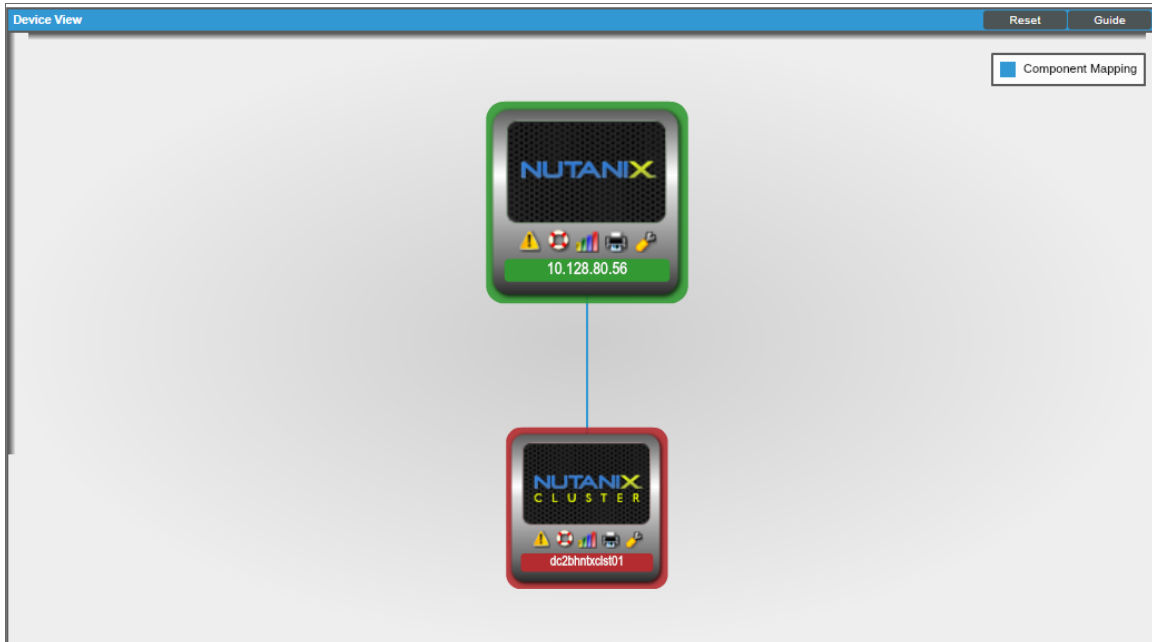 Device View
Reset
Guide
Component Mapping
NUTANIX
10.128.80.56
NUTANIX
CLUSTER
dc2bhntxclst01